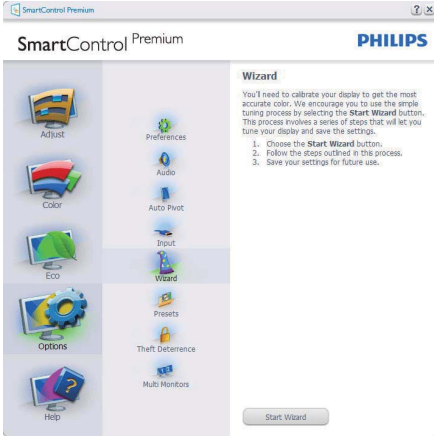 SmartControl Premium
? X
SmartControl Premium
PHILIPS
Adjust
Color
Eco
Options
Help
Preferences
Audio
Auto Pivot
Input
Wizard
Presets
Theft Deterrence
Multi Monitors
Wizard
You'll need to calibrate your display to get the most
accurate color. We encourage you to use the simple
tuning process by selecting the Start Wizard button.
This process involves a series of steps that will let you
tune your display and save the settings.
1. Choose the Start Wizard button.
2. Follow the steps outlined in this process.
3. Save your settings for future use.
Start Wizard